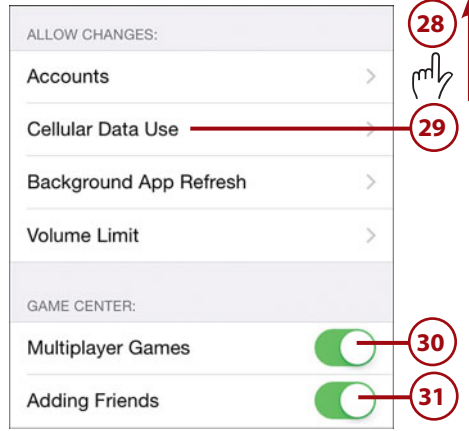 28
ALLOW CHANGES:
Accounts
Cellular Data Use
29
Background App Refresh
Volume Limit
GAME CENTER:
Multiplayer Games
30
Adding Friends
31